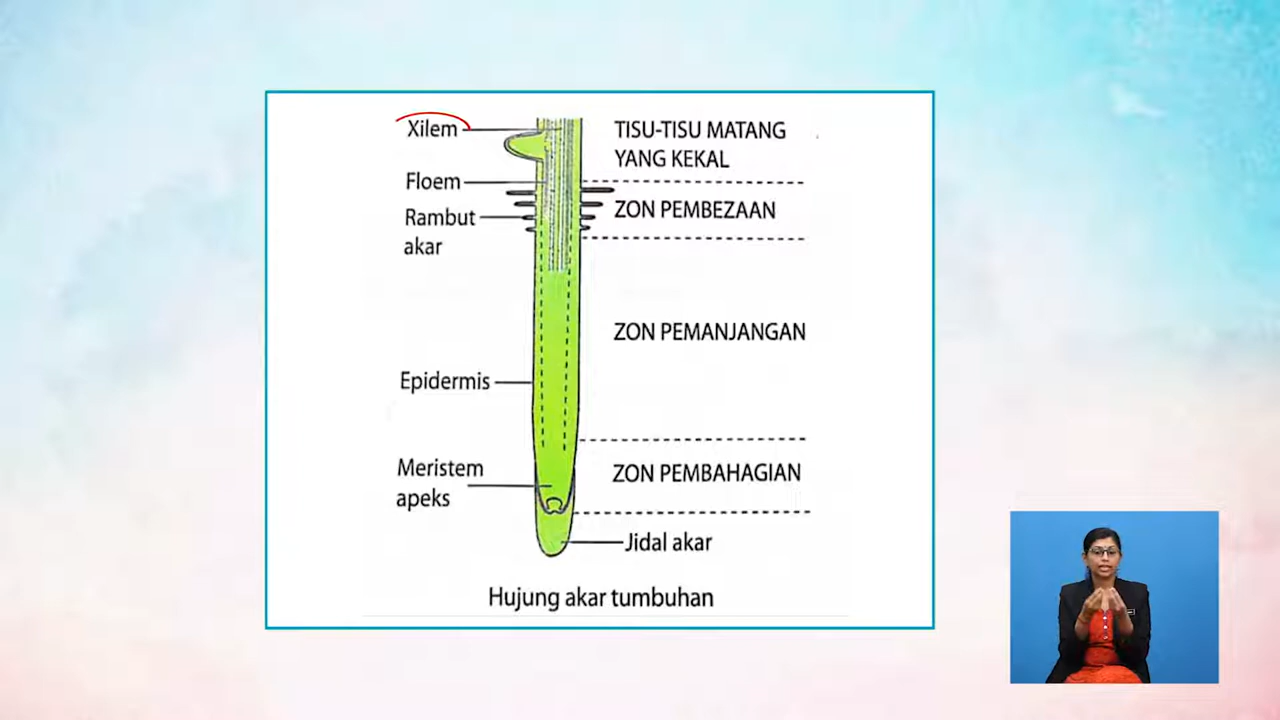 Xilem
TISU-TISU MATANG
YANG KEKAL
Floem
Rambut
akar
ZON PEMBEZAAN
ZON PEMANJANGAN
Epidermis
Meristem
apeks
ZON PEMBAHAGIAN
Jidal akar
Hujung akar tumbuhan